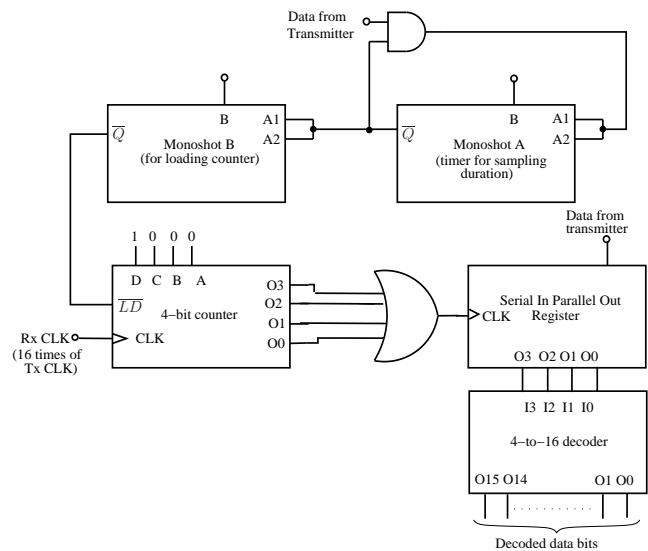 Data from
Transmitter
B
B
Q
A1
A2
Monoshot B
(for loading counter)
Q
A1
A2
Monoshot A
(timer for sampling
duration)
Data from
transmitter
1 0 0 0
D C B A
LD
4-bit counter
O3
O2
O1
O0
CLK
Rx CLK
(16 times of
Tx CLK)
Serial In Parallel Out
Register
CLK
O3 O2 O1 O0
I3 I2 I1 I0
4-to-16 decoder
O15 O14 O1 O0
Decoded data bits